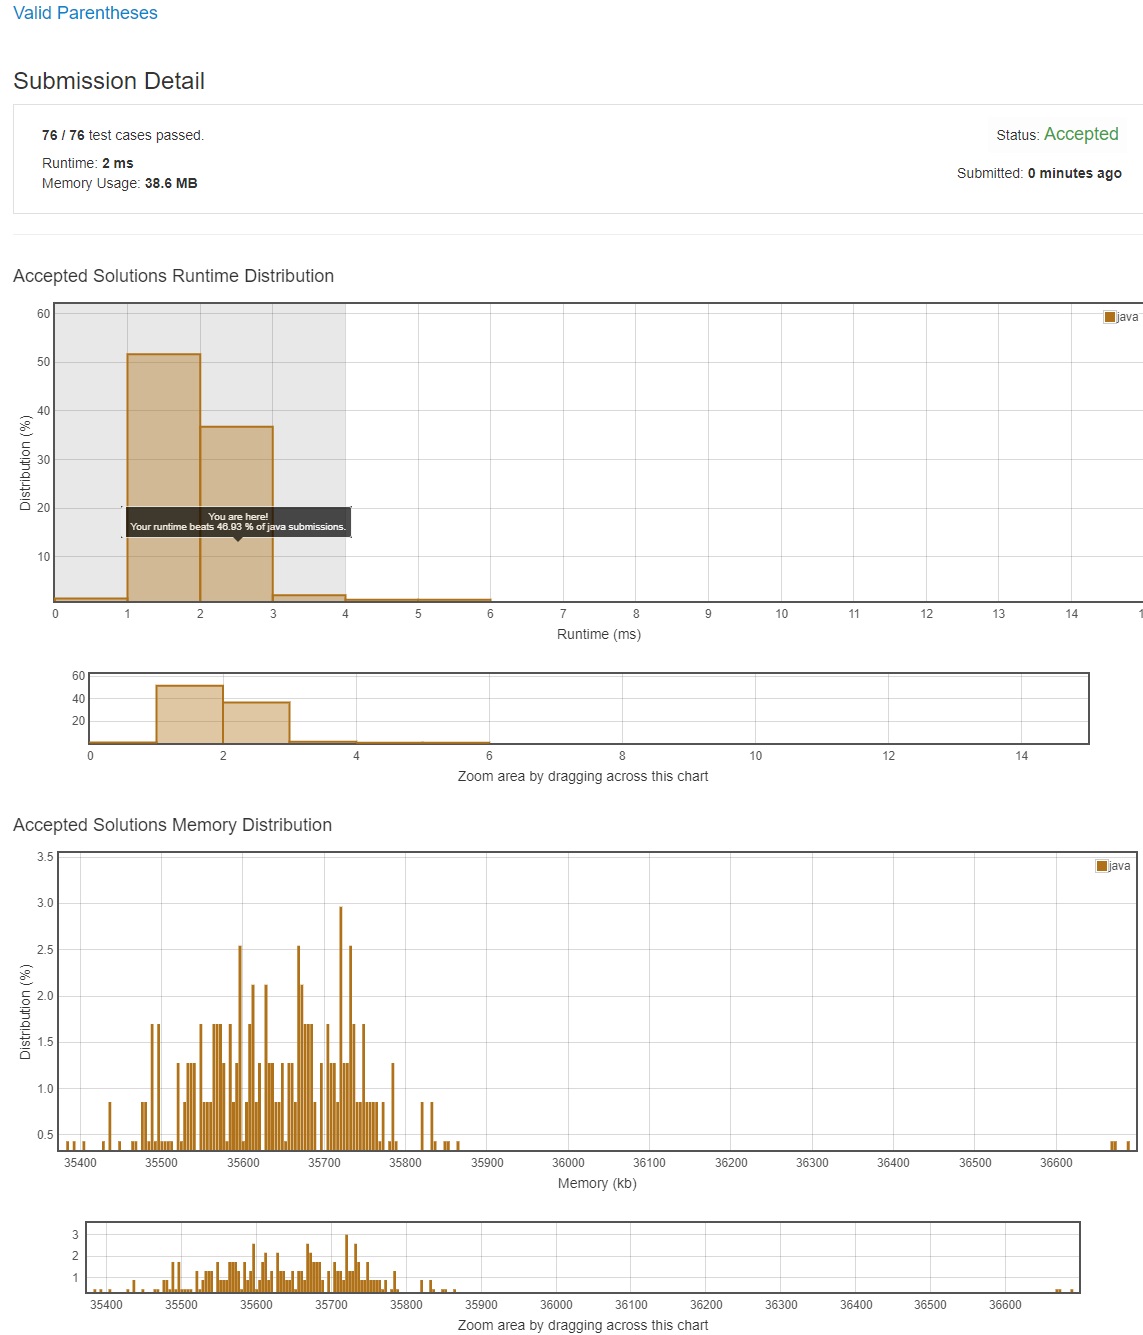 Valid Parentheses
Submission Detail
76 / 76 test cases passed.
Status: Accepted
Runtime: 2 ms
Memory Usage: 38.6 MB
Submitted: 0 minutes ago
Accepted Solutions Runtime Distribution
60
50
40
30
20
10
Distribution (%)
java
You are here!
Your runtime beats 46.93 % of java submissions.
0 1 2 3 4 5 6 7 8 9 10 11 12 13 14 1
Runtime (ms)
60
40
20
0 2 4 6 8 10 12 14
Zoom area by dragging across this chart
Accepted Solutions Memory Distribution
3.5
3.0
2.5
2.0
1.5
1.0
0.5
Distribution (%)
java
35400 35500 35600 35700 35800 35900 36000 36100 36200 36300 36400 36500 36600
Memory (kb)
3
2
1
35400 35500 35600 35700 35800 35900 36000 36100 36200 36300 36400 36500 36600
Zoom area by dragging across this chart